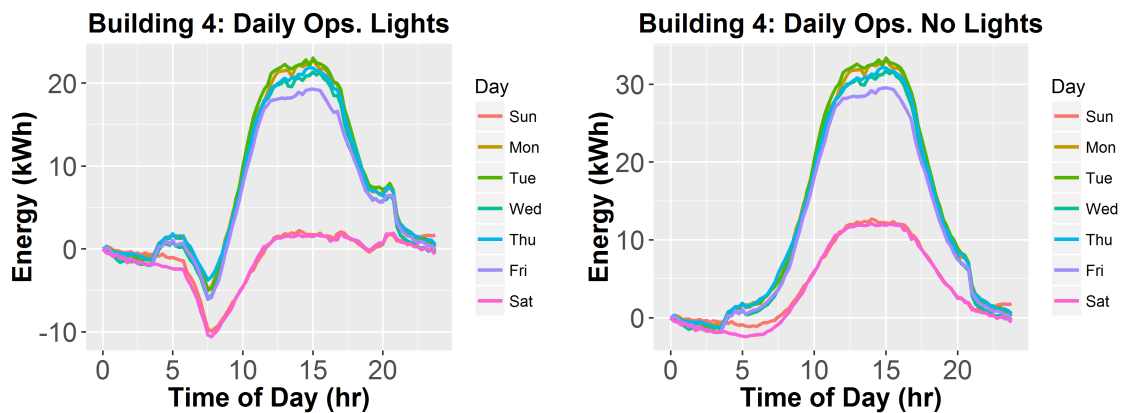 Building 4: Daily Ops. Lights
Energy (kWh)
20
10
0
-10
0 5 10 15 20
Time of Day (hr)
Day
Sun
Mon
Tue
Wed
Thu
Fri
Sat
Building 4: Daily Ops. No Lights
Energy (kWh)
30
20
10
0
0 5 10 15 20
Time of Day (hr)
Day
Sun
Mon
Tue
Wed
Thu
Fri
Sat